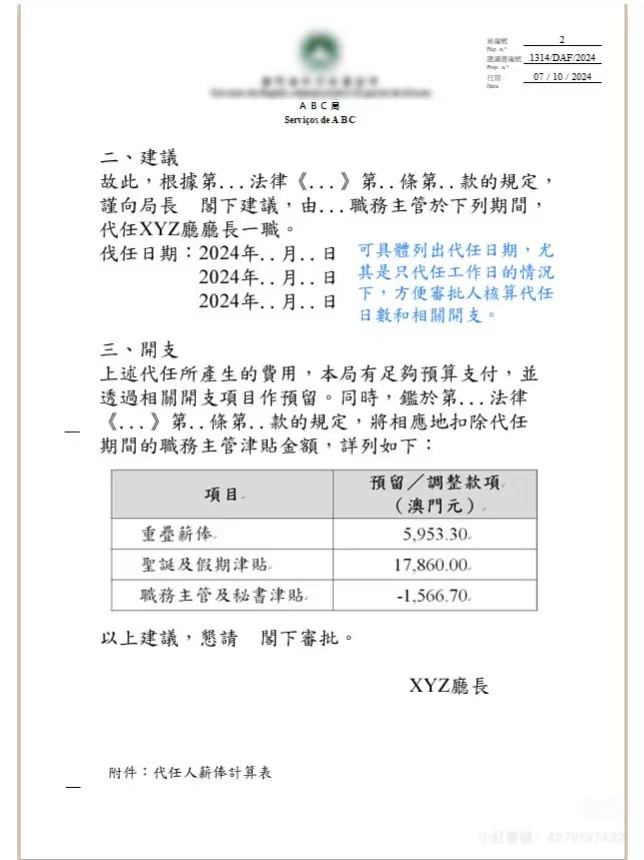 頁編號 2
Pág. n.º
建議書編號 1314/DAF/2024
Prop. n.º
日期: 07 / 10 / 2024
Data
ABC局
Serviços de ABC
二、建議
故此，根據第...法律《...》第..條第..款的規定，
謹向局長 閣下建議，由...職務主管於下列期間，
代任XYZ廳廳長一職。
伐任日期：2024年..月..日
2024年..月..日
2024年..月..日
可具體列出代任日期，尤
其是只代任工作日的情況
下，方便審批人核算代任
日數和相關開支。
三、開支
上述代任所產生的費用，本局有足夠預算支付，並
透過相關開支項目作預留。同時，鑑於第...法律
《...》第..條第..款的規定，將相應地扣除代任
期間的職務主管津貼金額，詳列如下：
項目 預留／調整款項
（澳門元）
重疊薪俸 5,953.30
聖誕及假期津貼 17,860.00
職務主管及秘書津貼 -1,566.70
以上建議，懇請 閣下審批。
XYZ廳長
附件：代任人薪俸計算表
小紅書號：4279197432